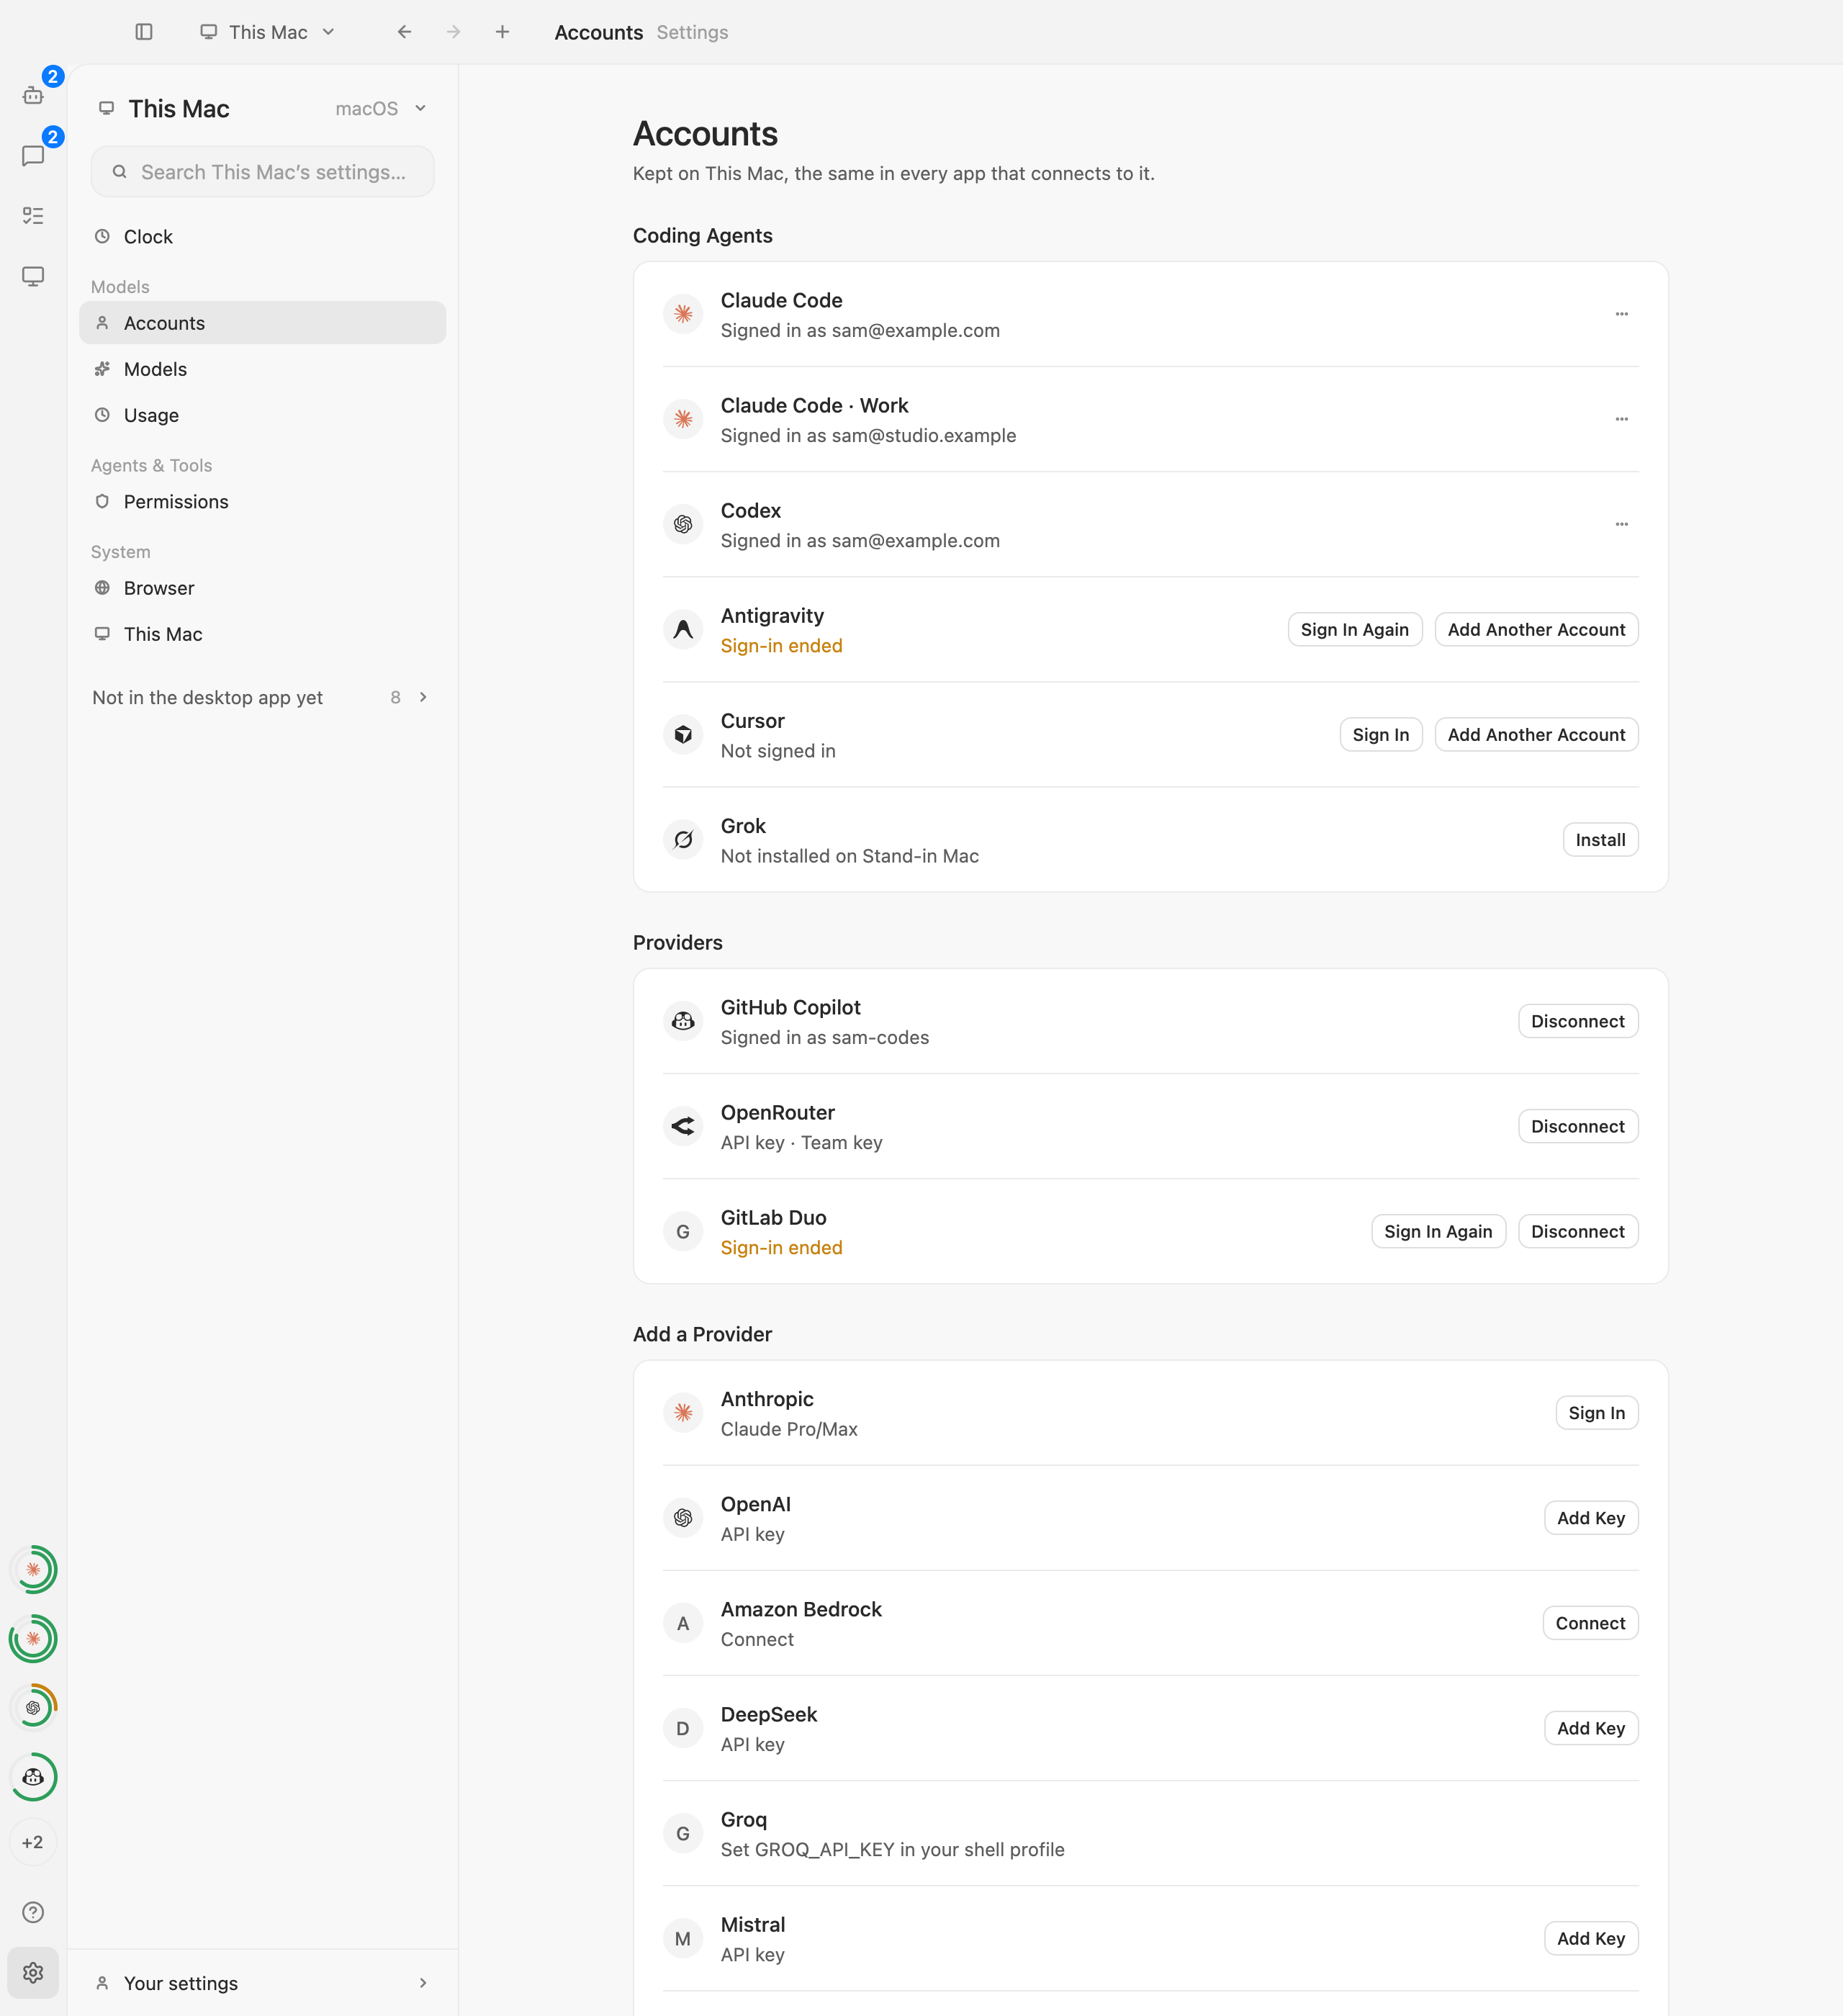 This Mac
Accounts Settings
2
2
This Mac macOS
Search This Mac’s settings...
Clock
Models
Accounts
Models
Usage
Agents & Tools
Permissions
System
Browser
This Mac
Not in the desktop app yet 8
+2
Your settings
Accounts
Kept on This Mac, the same in every app that connects to it.
Coding Agents
Claude Code
Signed in as sam@example.com
Claude Code · Work
Signed in as sam@studio.example
Codex
Signed in as sam@example.com
Antigravity
Sign-in ended
Sign In Again
Add Another Account
Cursor
Not signed in
Sign In
Add Another Account
Grok
Not installed on Stand-in Mac
Install
Providers
GitHub Copilot
Signed in as sam-codes
Disconnect
OpenRouter
API key · Team key
Disconnect
G
GitLab Duo
Sign-in ended
Sign In Again
Disconnect
Add a Provider
Anthropic
Claude Pro/Max
Sign In
OpenAI
API key
Add Key
A
Amazon Bedrock
Connect
Connect
D
DeepSeek
API key
Add Key
G
Groq
Set GROQ_API_KEY in your shell profile
M
Mistral
API key
Add Key